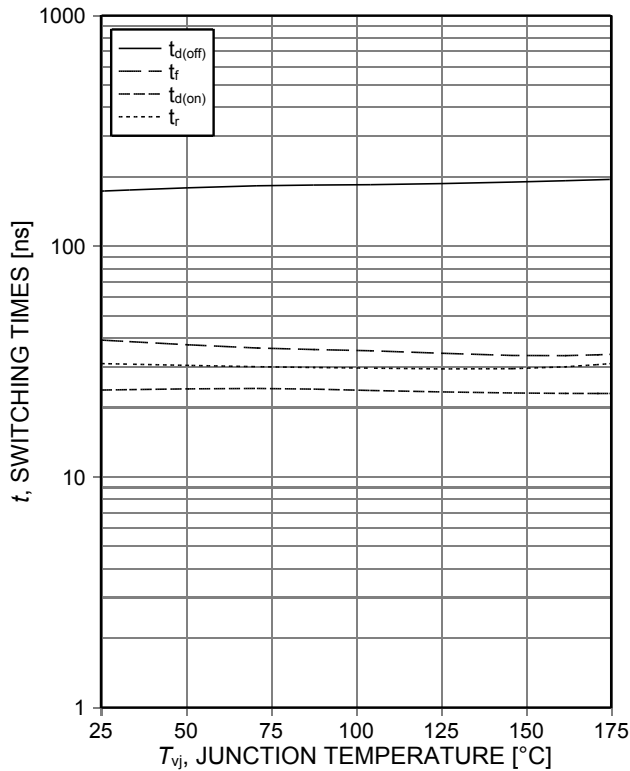 1000
t_d(off)
t_f
t_d(on)
t_r
100
10
1
t, SWITCHING TIMES [ns]
25 50 75 100 125 150 175
T_vj, JUNCTION TEMPERATURE [°C]